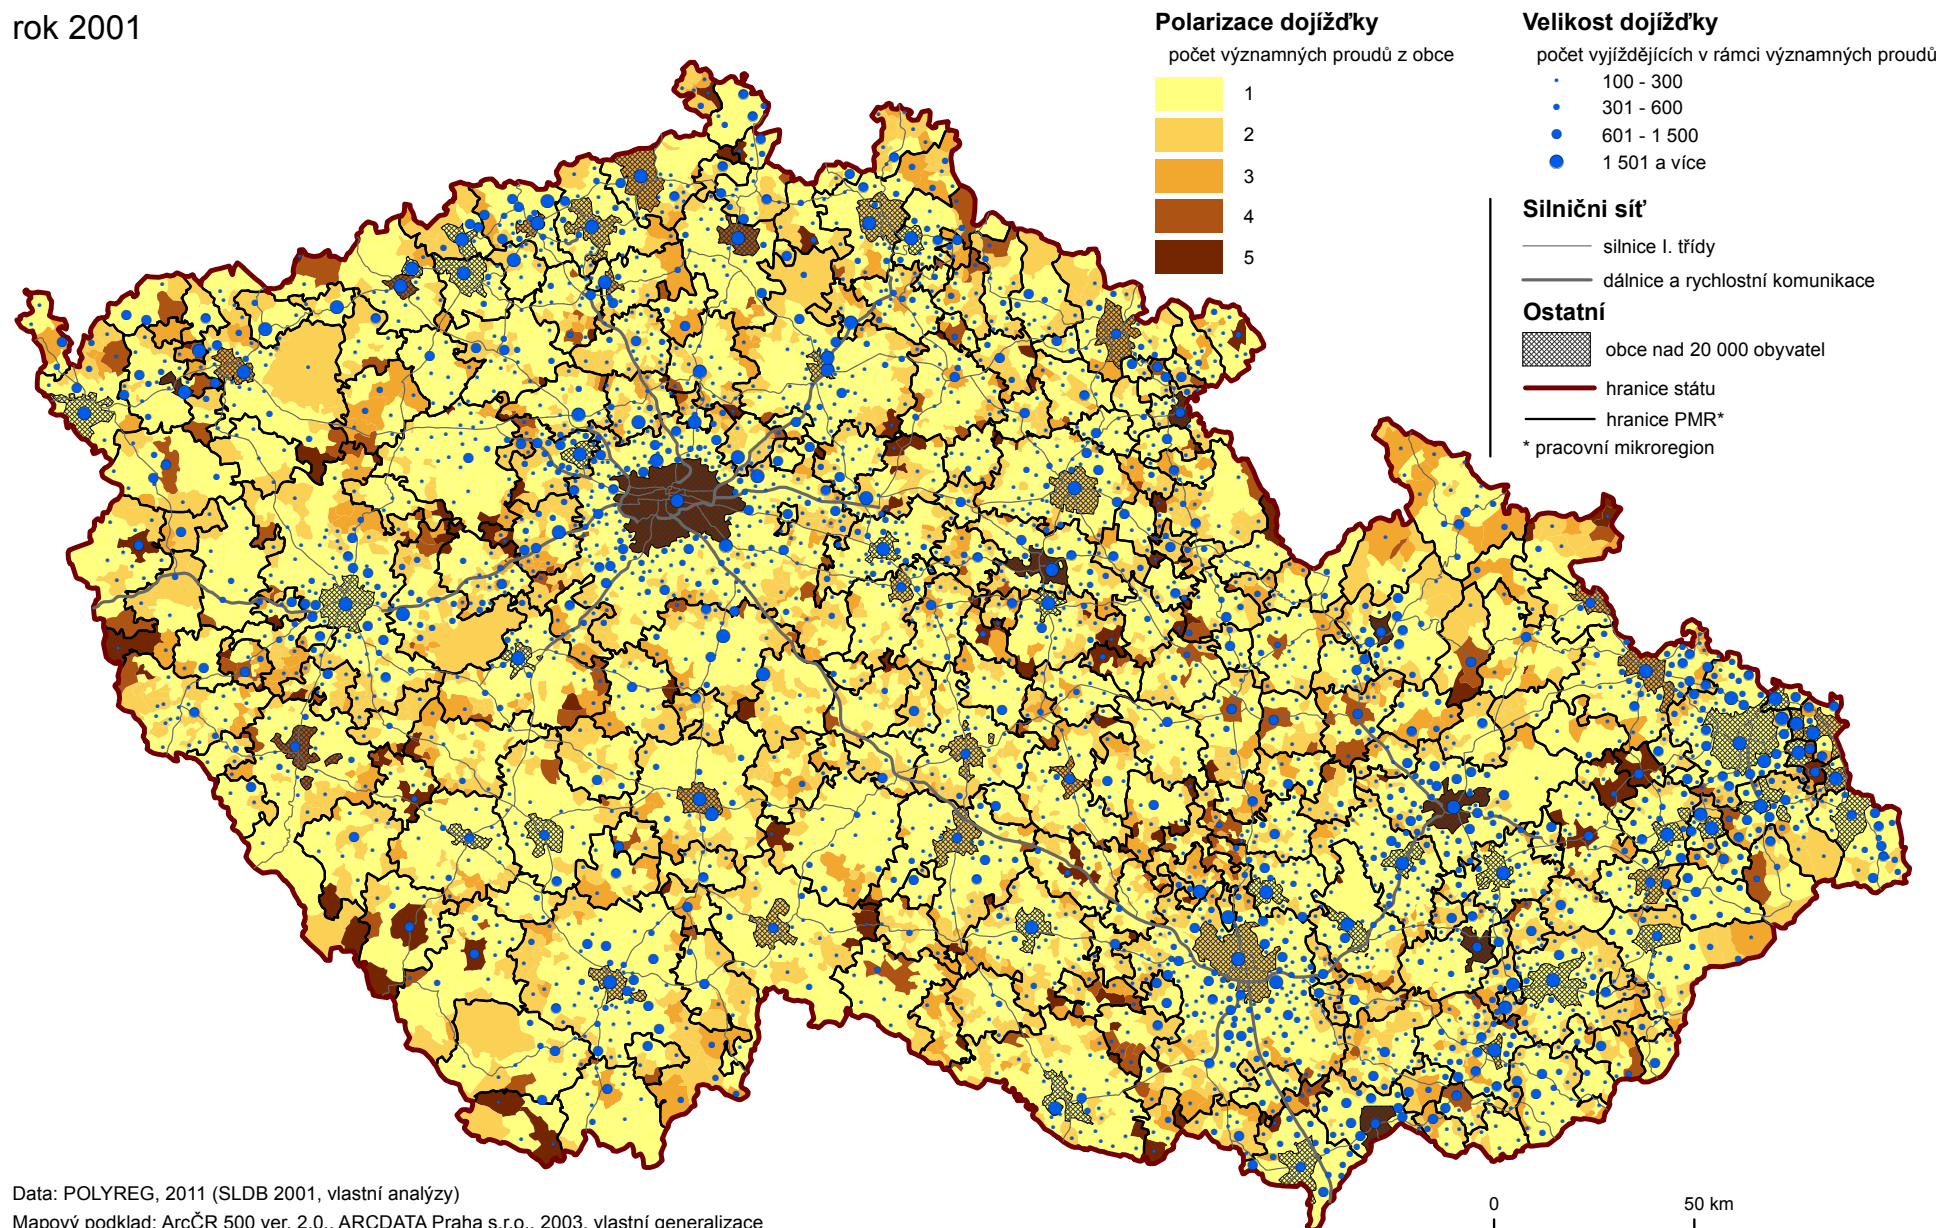 rok 2001
Polarizace dojížďky
počet významných proudů z obce
1
2
3
4
5
Velikost dojížďky
počet vyjíždějících v rámci významných proudů
100 - 300
301 - 600
601 - 1 500
1 501 a více
Silniční síť
silnice I. třídy
dálnice a rychlostní komunikace
Ostatní
obce nad 20 000 obyvatel
hranice státu
hranice PMR*
* pracovní mikroregion
Data: POLYREG, 2011 (SLDB 2001, vlastní analýzy)
Mapový podklad: ArcČR 500 ver. 2.0., ARCDATA Praha s.r.o., 2003, vlastní generalizace
0 50 km